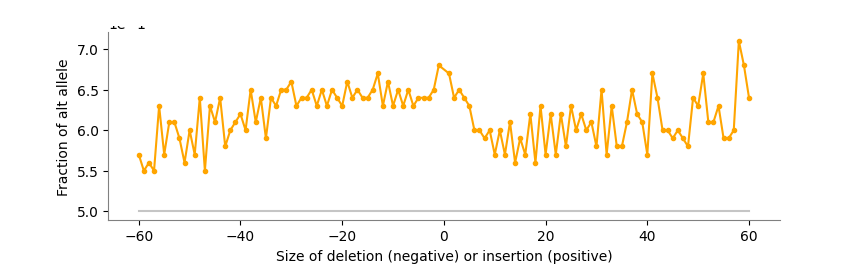 7.0
6.5
6.0
5.5
5.0
Fraction of alt allele
−60 −40 −20 0 20 40 60
Size of deletion (negative) or insertion (positive)